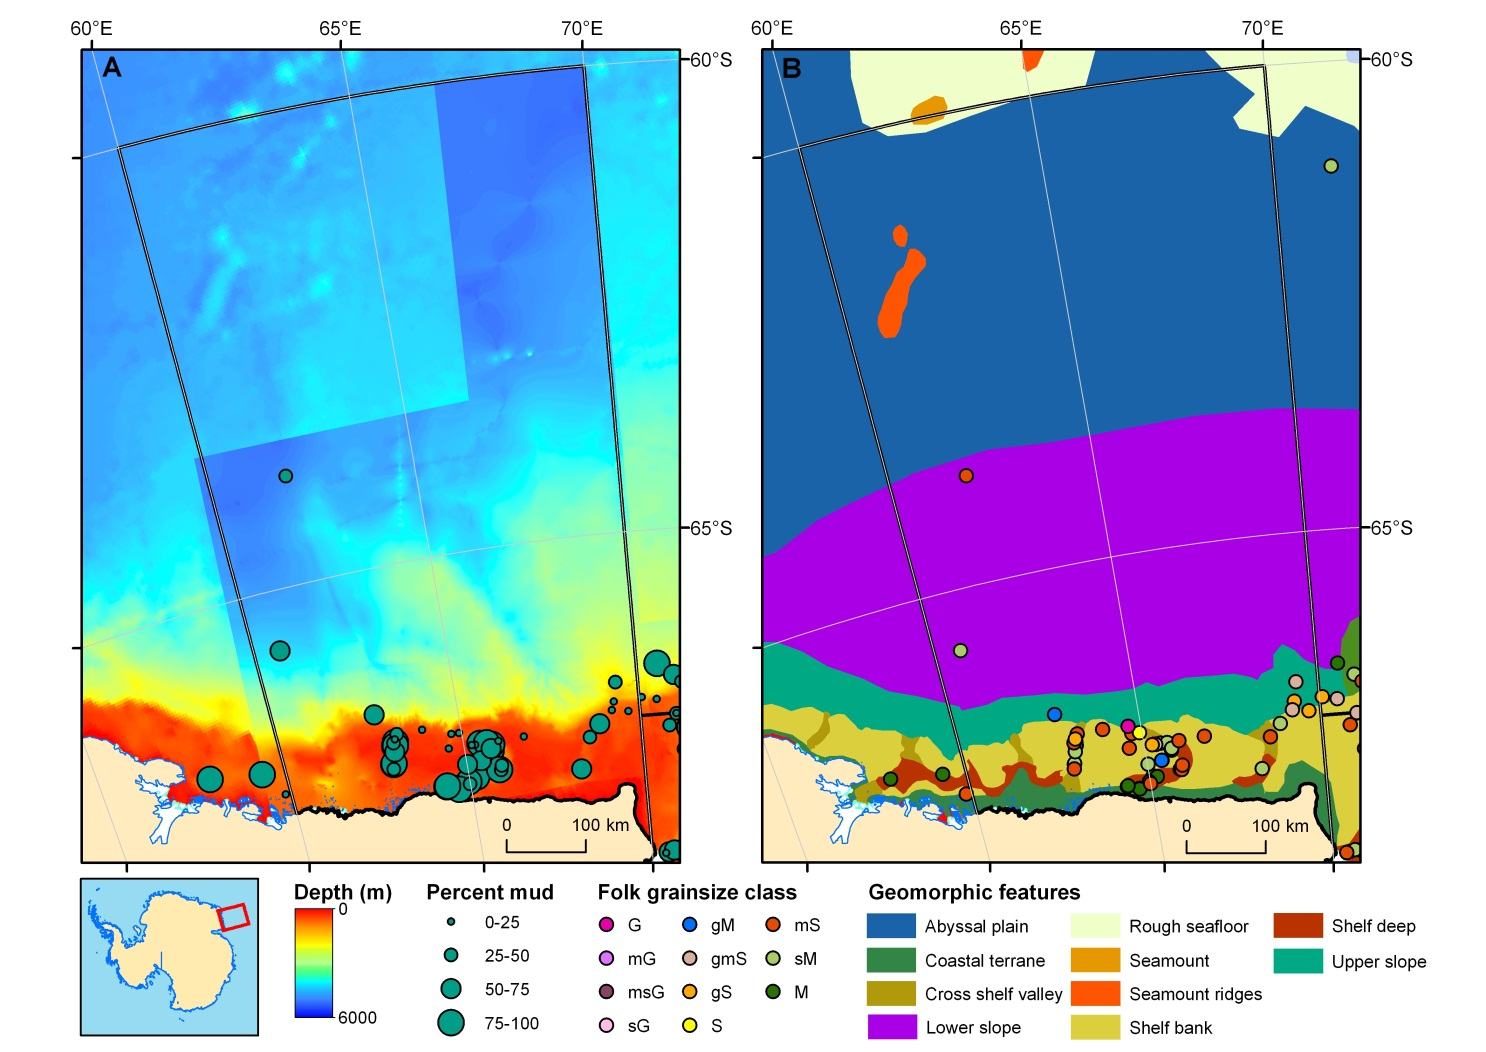 60°E 65°E 70°E 60°E 65°E 70°E
A B
60°S 60°S
65°S 65°S
0 100 km 0 100 km
Depth (m) Percent mud Folk grainsize class Geomorphic features
0 0-25 G gM mS Abyssal plain Rough seafloor Shelf deep
25-50 mG gmS sM Coastal terrane Seamount Upper slope
50-75 msG gS M Cross shelf valley Seamount ridges
6000 75-100 sG S Lower slope Shelf bank